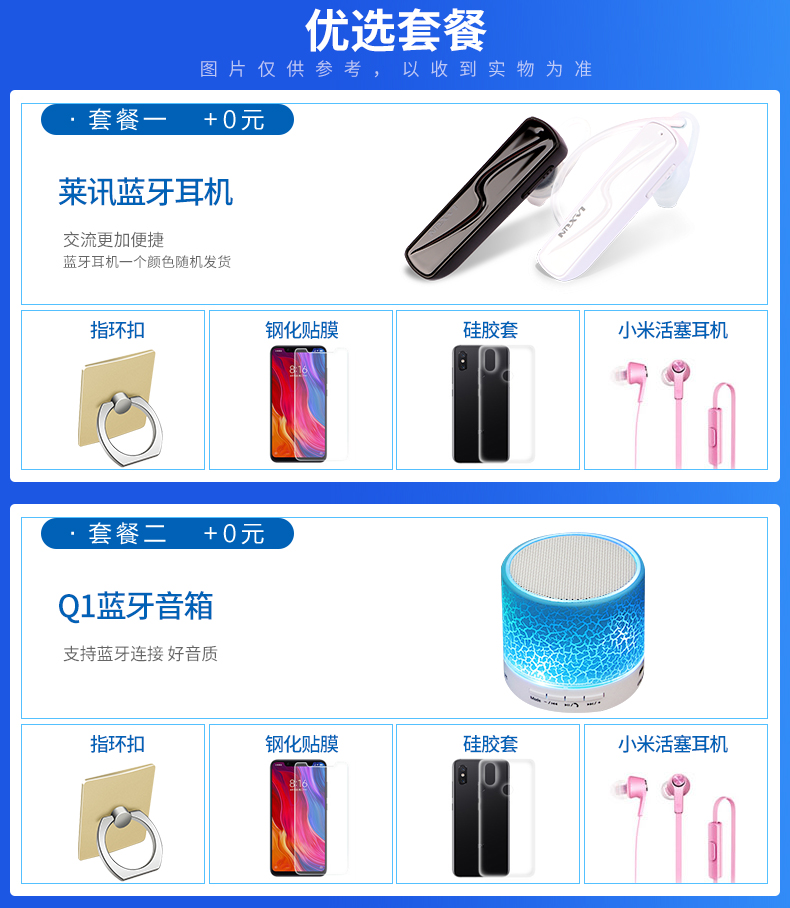 优选套餐
图片仅供参考，以收到实物为准
· 套餐一 +0元
莱讯蓝牙耳机
交流更加便捷
蓝牙耳机一个颜色随机发货
指环扣
钢化贴膜
硅胶套
小米活塞耳机
8:16
· 套餐二 +0元
Q1蓝牙音箱
支持蓝牙连接 好音质
指环扣
钢化贴膜
硅胶套
小米活塞耳机
8:16